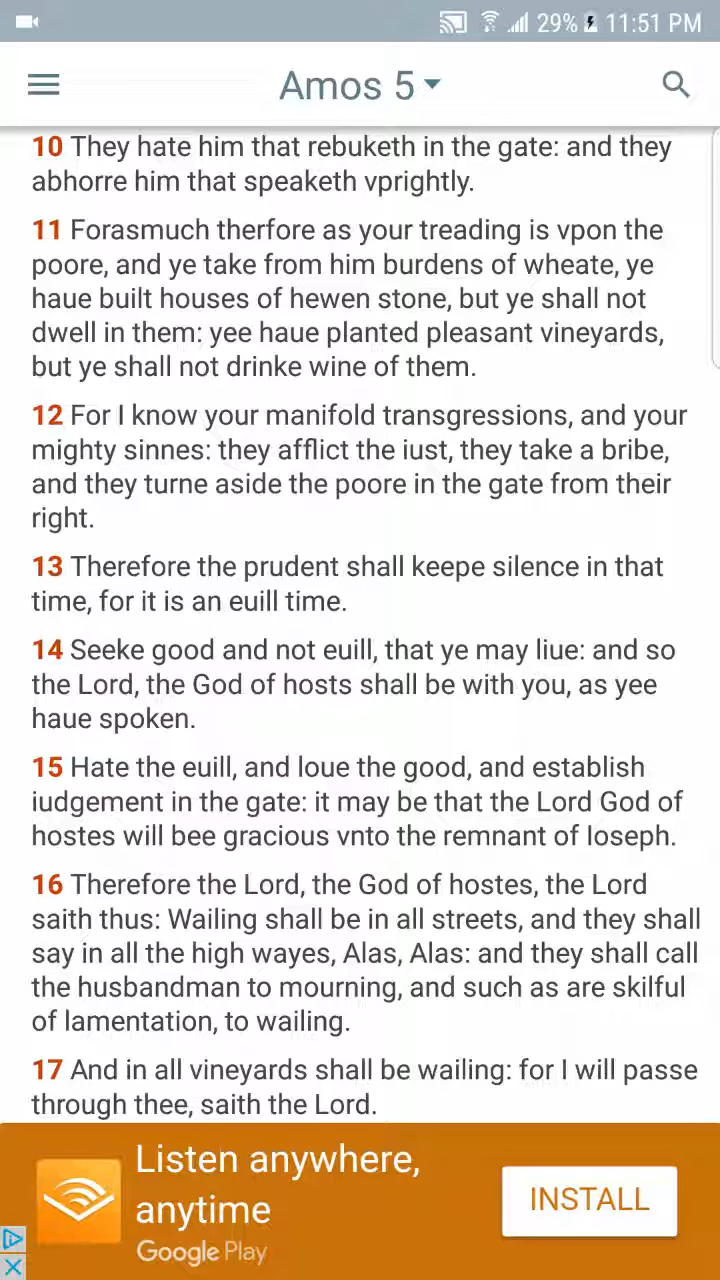 29% 11:51 PM
Amos 5
10 They hate him that rebuketh in the gate: and they
abhorre him that speaketh vprightly.
11 Forasmuch therfore as your treading is vpon the
poore, and ye take from him burdens of wheate, ye
haue built houses of hewen stone, but ye shall not
dwell in them: yee haue planted pleasant vineyards,
but ye shall not drinke wine of them.
12 For I know your manifold transgressions, and your
mighty sinnes: they afflict the iust, they take a bribe,
and they turne aside the poore in the gate from their
right.
13 Therefore the prudent shall keepe silence in that
time, for it is an euill time.
14 Seeke good and not euill, that ye may liue: and so
the Lord, the God of hosts shall be with you, as yee
haue spoken.
15 Hate the euill, and loue the good, and establish
iudgement in the gate: it may be that the Lord God of
hostes will bee gracious vnto the remnant of Ioseph.
16 Therefore the Lord, the God of hostes, the Lord
saith thus: Wailing shall be in all streets, and they shall
say in all the high wayes, Alas, Alas: and they shall call
the husbandman to mourning, and such as are skilful
of lamentation, to wailing.
17 And in all vineyards shall be wailing: for I will passe
through thee, saith the Lord.
Listen anywhere,
anytime
Google Play
INSTALL